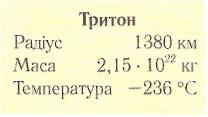 Тритон
Радіус 1380 км
Маса 2,15 · 10²² кг
Температура −236 °C